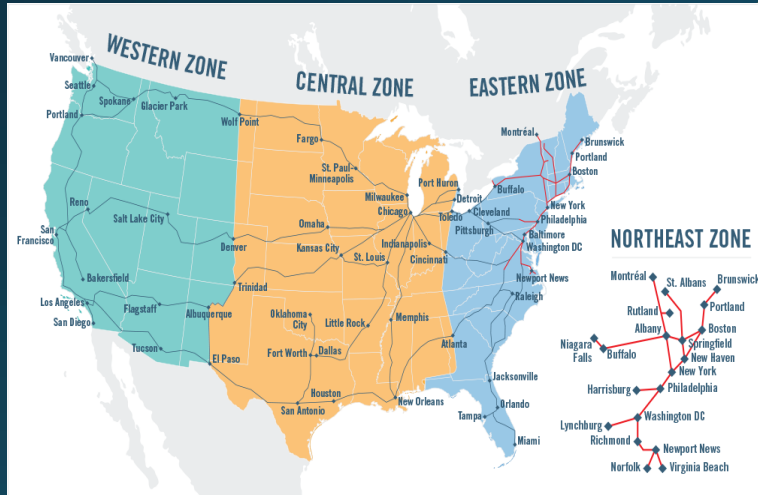 WESTERN ZONE
CENTRAL ZONE
EASTERN ZONE
Vancouver
Seattle
Spokane
Glacier Park
Portland
Wolf Point
Fargo
St. Paul-
Minneapolis
Milwaukee
Chicago
Port Huron
Detroit
Toledo
Cleveland
Pittsburgh
Montréal
Brunswick
Portland
Boston
Buffalo
New York
Philadelphia
Baltimore
Washington DC
Newport News
Raleigh
Reno
San
Francisco
Salt Lake City
Denver
Omaha
Kansas City
St. Louis
Indianapolis
Cincinnati
Bakersfield
Los Angeles
San Diego
Flagstaff
Albuquerque
Trinidad
Tucson
El Paso
Oklahoma
City
Little Rock
Memphis
Fort Worth
Dallas
Atlanta
Houston
San Antonio
New Orleans
Jacksonville
Orlando
Tampa
Miami
NORTHEAST ZONE
Montréal
St. Albans
Brunswick
Rutland
Portland
Albany
Boston
Springfield
Niagara
Falls
Buffalo
New Haven
New York
Harrisburg
Philadelphia
Washington DC
Lynchburg
Richmond
Newport News
Norfolk
Virginia Beach